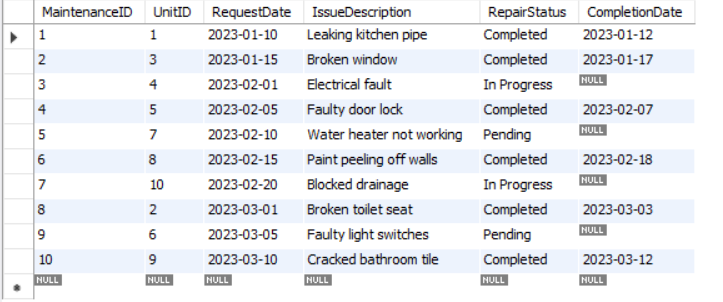 MaintenanceID UnitID RequestDate IssueDescription RepairStatus CompletionDate
1 1 2023-01-10 Leaking kitchen pipe Completed 2023-01-12
2 3 2023-01-15 Broken window Completed 2023-01-17
3 4 2023-02-01 Electrical fault In Progress NULL
4 5 2023-02-05 Faulty door lock Completed 2023-02-07
5 7 2023-02-10 Water heater not working Pending NULL
6 8 2023-02-15 Paint peeling off walls Completed 2023-02-18
7 10 2023-02-20 Blocked drainage In Progress NULL
8 2 2023-03-01 Broken toilet seat Completed 2023-03-03
9 6 2023-03-05 Faulty light switches Pending NULL
10 9 2023-03-10 Cracked bathroom tile Completed 2023-03-12
NULL NULL NULL NULL NULL NULL